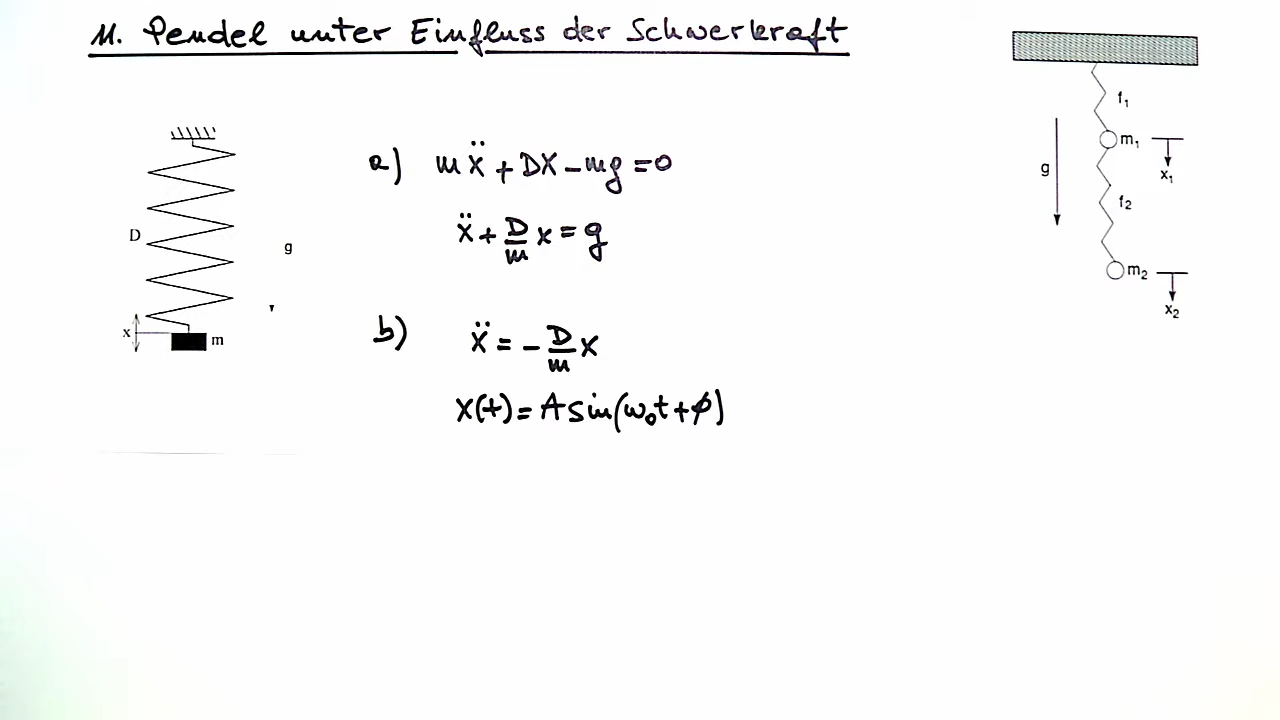 11. Pendel unter Einfluss der Schwerkraft
D
g
x
m
a) mẍ + Dx - mg = 0
ẍ + D/m x = g
b) ẍ = - D/m x
x(t) = A sin(ω₀t + φ)
f₁
m₁
x₁
g
f₂
m₂
x₂